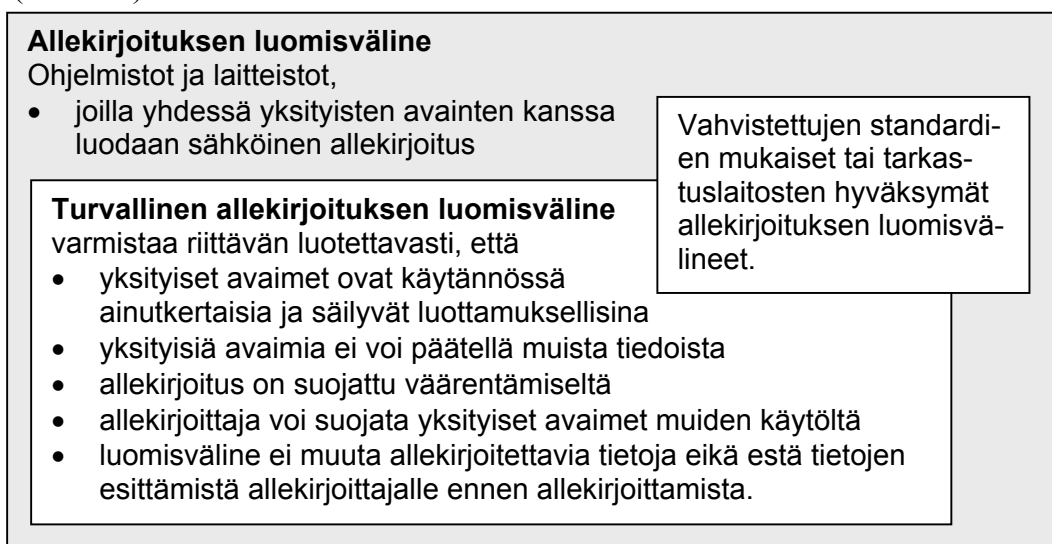 Allekirjoituksen luomisväline
Ohjelmistot ja laitteistot,
• joilla yhdessä yksityisten avainten kanssa
luodaan sähköinen allekirjoitus
Vahvistettujen standardi-
en mukaiset tai tarkas-
tuslaitosten hyväksymät
allekirjoituksen luomisvä-
lineet.
Turvallinen allekirjoituksen luomisväline
varmistaa riittävän luotettavasti, että
• yksityiset avaimet ovat käytännössä
ainutkertaisia ja säilyvät luottamuksellisina
• yksityisiä avaimia ei voi päätellä muista tiedoista
• allekirjoitus on suojattu väärentämiseltä
• allekirjoittaja voi suojata yksityiset avaimet muiden käytöltä
• luomisväline ei muuta allekirjoitettavia tietoja eikä estä tietojen
esittämistä allekirjoittajalle ennen allekirjoittamista.